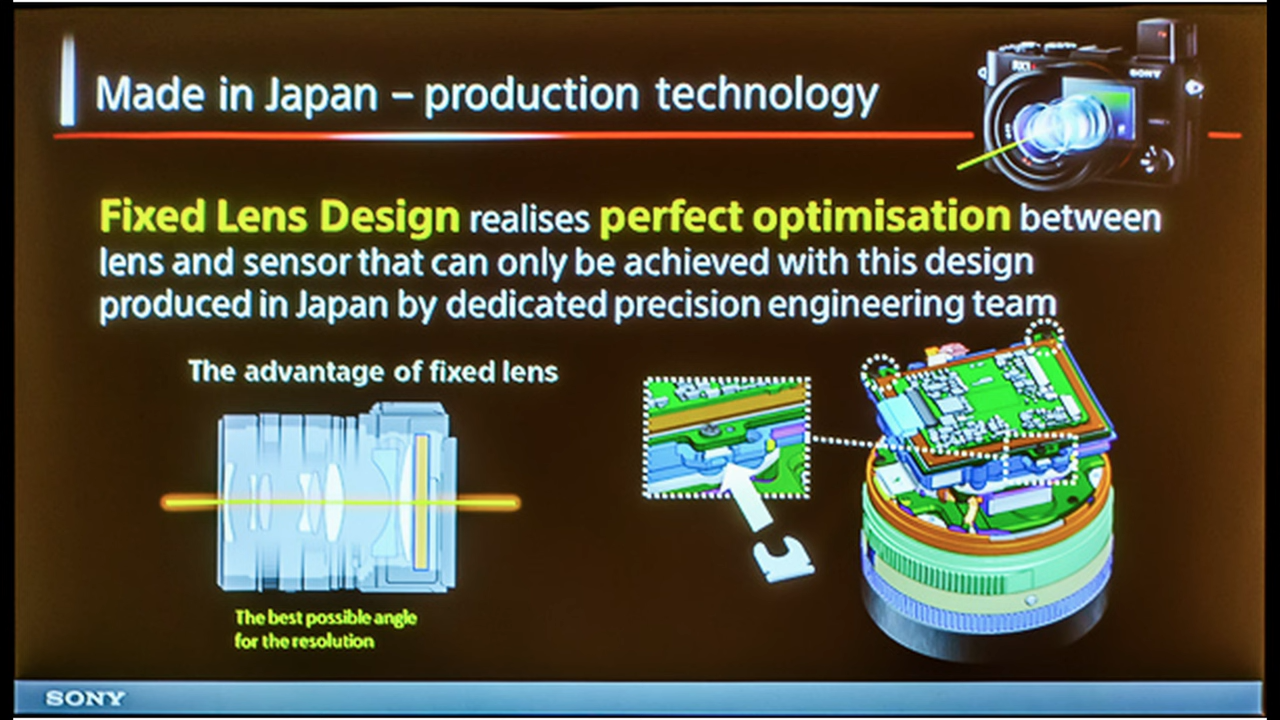 Made in Japan – production technology
RX1
SONY
Fixed Lens Design realises perfect optimisation between
lens and sensor that can only be achieved with this design
produced in Japan by dedicated precision engineering team
The advantage of fixed lens
The best possible angle
for the resolution
SONY